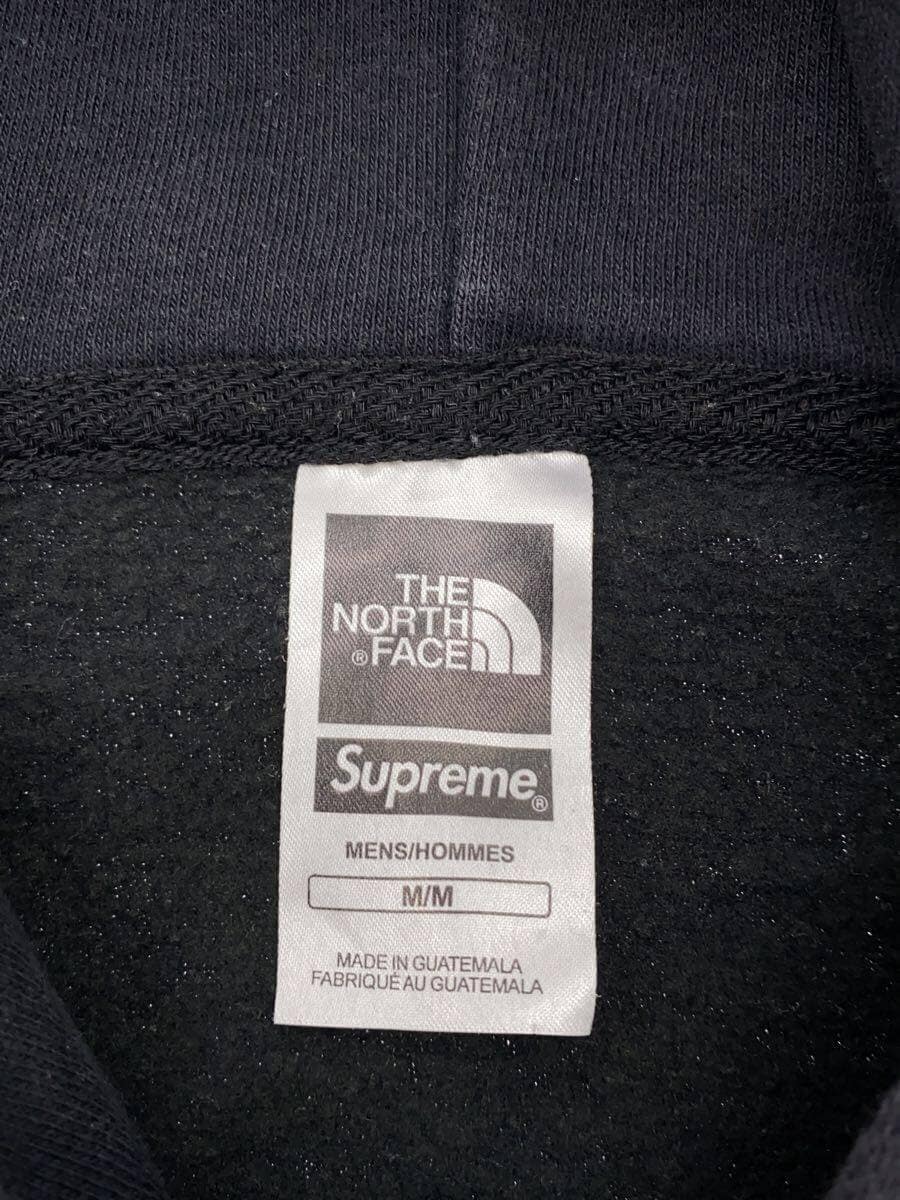 THE
NORTH
® FACE
Supreme®
MENS/HOMMES
M/M
MADE IN GUATEMALA
FABRIQUÉ AU GUATEMALA